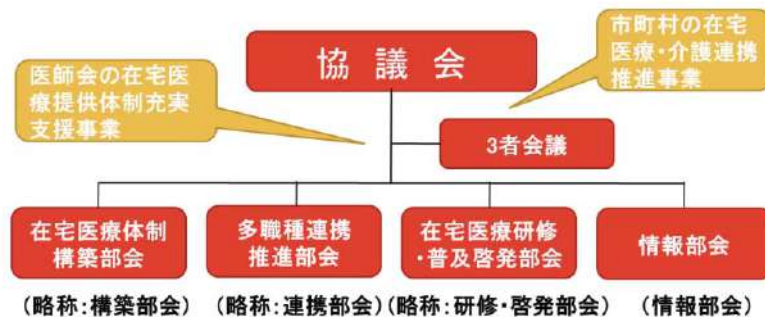 協議会
市町村の在宅
医療・介護連携
推進事業
医師会の在宅医
療提供体制充実
支援事業
3者会議
在宅医療体制
構築部会
多職種連携
推進部会
在宅医療研修
・普及啓発部会
情報部会
(略称:構築部会)
(略称:連携部会)
(略称:研修・啓発部会)
(情報部会)